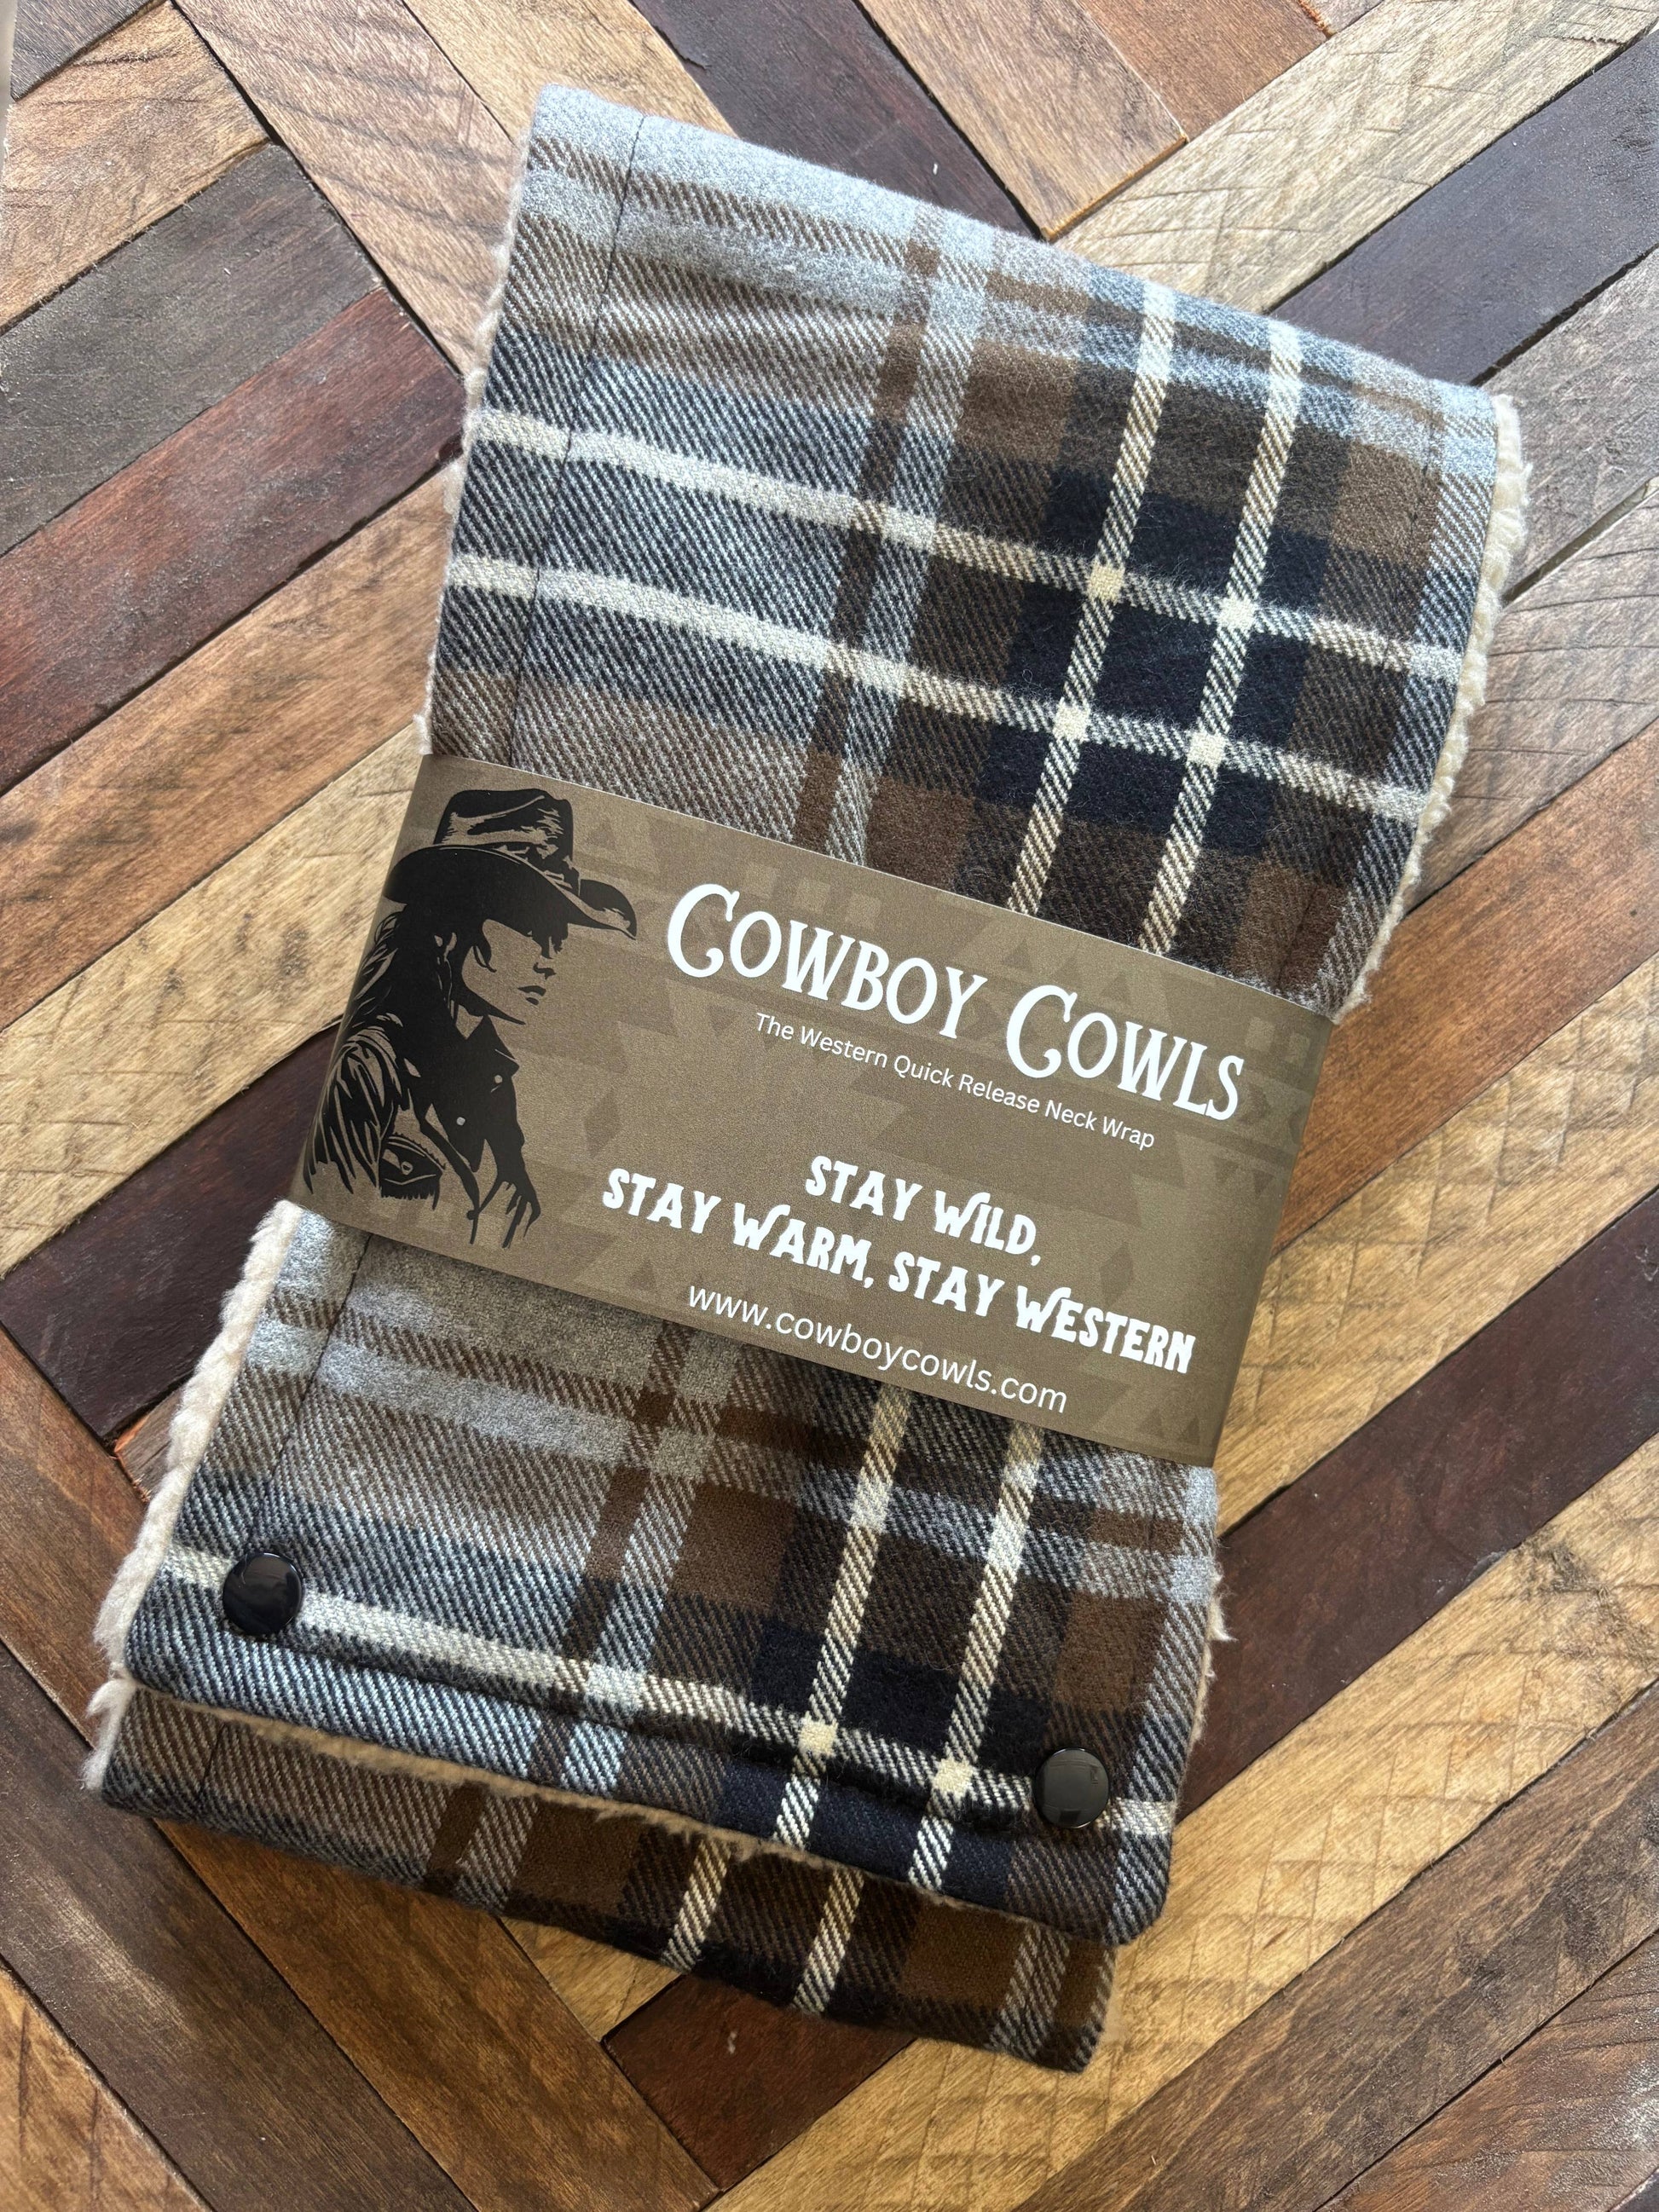 COWBOY COWLS
The Western Quick Release Neck Wrap
STAY WILD,
STAY WARM, STAY WESTERN
www.cowboycowls.com